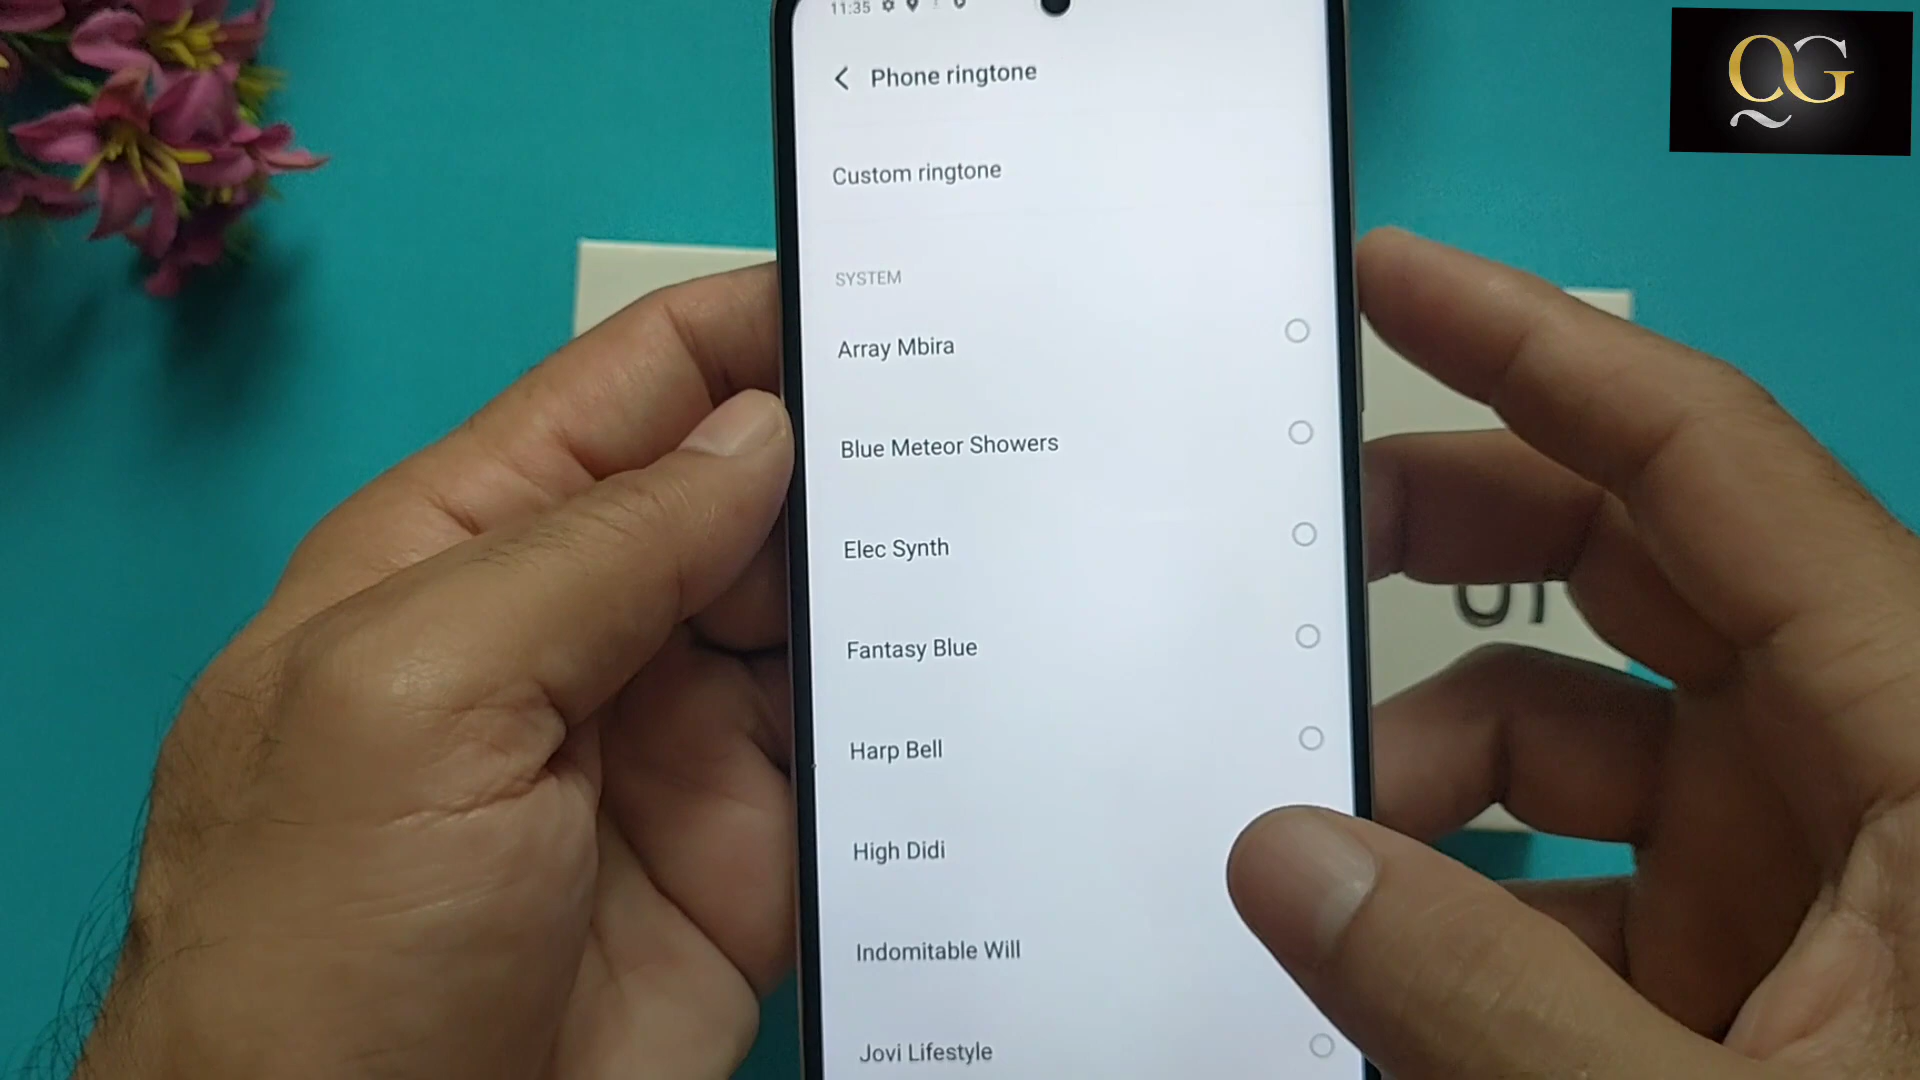 11:35
QG
Phone ringtone
Custom ringtone
SYSTEM
Array Mbira
Blue Meteor Showers
Elec Synth
Fantasy Blue
Harp Bell
High Didi
Indomitable Will
Jovi Lifestyle